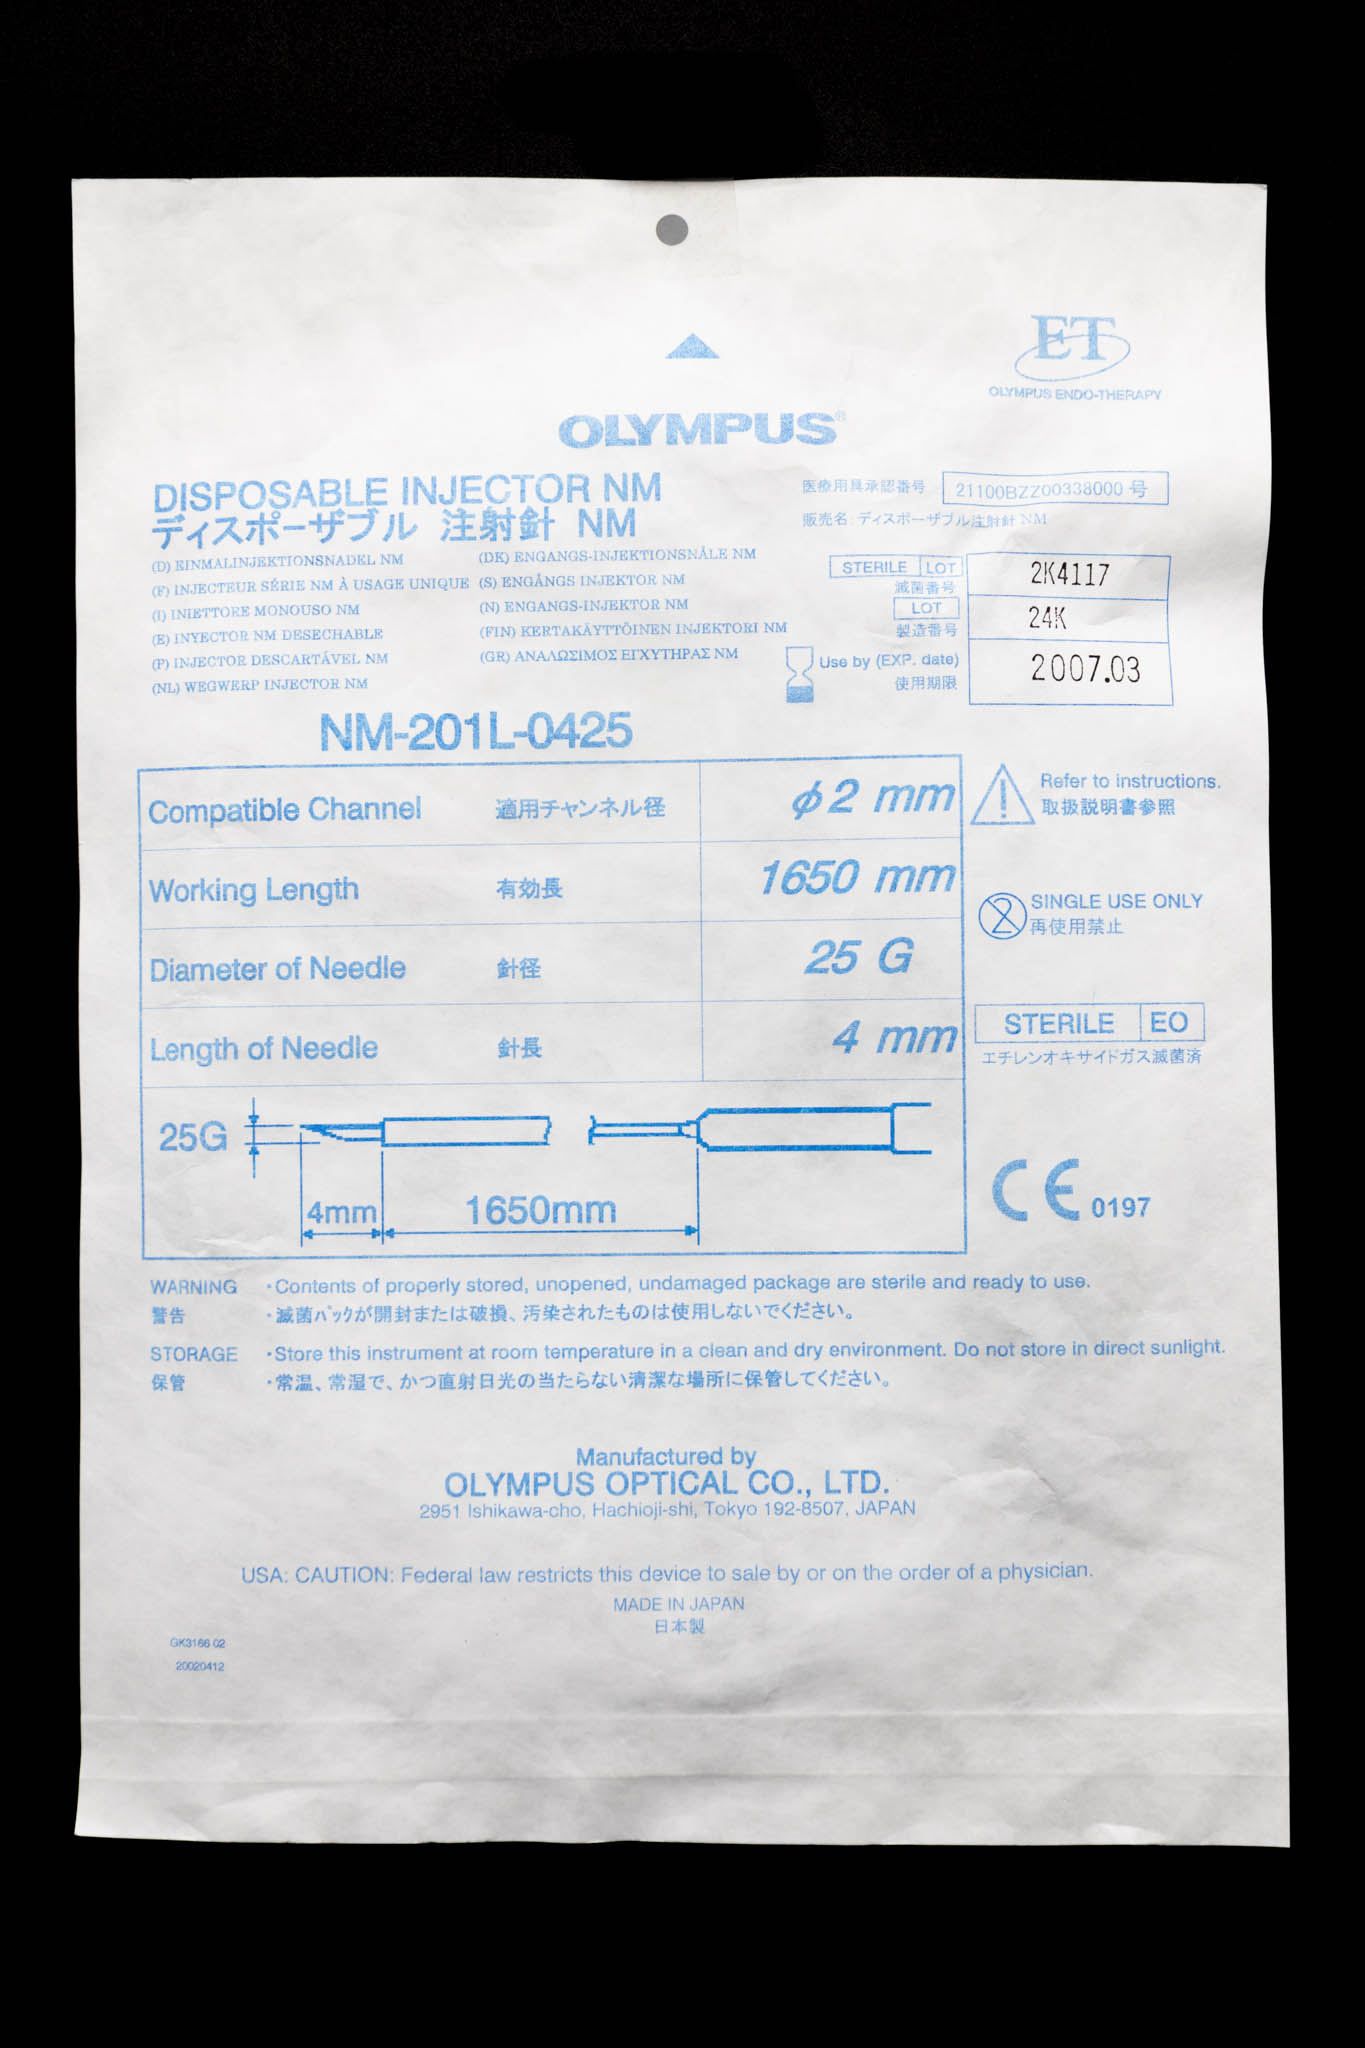 ET
OLYMPUS ENDO-THERAPY
OLYMPUS®
DISPOSABLE INJECTOR NM
ディスポーザブル 注射針 NM
医療用具承認番号 21100BZZ00338000 号
販売名:ディスポーザブル注射針 NM
(D) EINMALINJEKTIONSNADEL NM
(F) INJECTEUR SÉRIE NM À USAGE UNIQUE
(I) INIETTORE MONOUSO NM
(E) INYECTOR NM DESECHABLE
(P) INJECTOR DESCARTÁVEL NM
(NL) WEGWERP INJECTOR NM
(DK) ENGANGS-INJEKTIONSNÅLE NM
(S) ENGÅNGS INJEKTOR NM
(N) ENGANGS-INJEKTOR NM
(FIN) KERTAKÄYTTÖINEN INJEKTORI NM
(GR) ΑΝΑΛΩΣΙΜΟΣ ΕΓΧΥΤΗΡΑΣ NM
STERILE LOT 2K4117
滅菌番号
LOT 24K
製造番号
Use by (EXP. date) 2007.03
使用期限
NM-201L-0425
Compatible Channel 適用チャンネル径 φ2 mm
Working Length 有効長 1650 mm
Diameter of Needle 針径 25 G
Length of Needle 針長 4 mm
25G
4mm 1650mm
Refer to instructions.
取扱説明書参照
2 SINGLE USE ONLY
再使用禁止
STERILE EO
エチレンオキサイドガス滅菌済
CE 0197
WARNING ・Contents of properly stored, unopened, undamaged package are sterile and ready to use.
警告 ・滅菌パックが開封または破損、汚染されたものは使用しないでください。
STORAGE ・Store this instrument at room temperature in a clean and dry environment. Do not store in direct sunlight.
保管 ・常温、常湿で、かつ直射日光の当たらない清潔な場所に保管してください。
Manufactured by
OLYMPUS OPTICAL CO., LTD.
2951 Ishikawa-cho, Hachioji-shi, Tokyo 192-8507, JAPAN
USA: CAUTION: Federal law restricts this device to sale by or on the order of a physician.
MADE IN JAPAN
日本製
GK3166 02
20020412